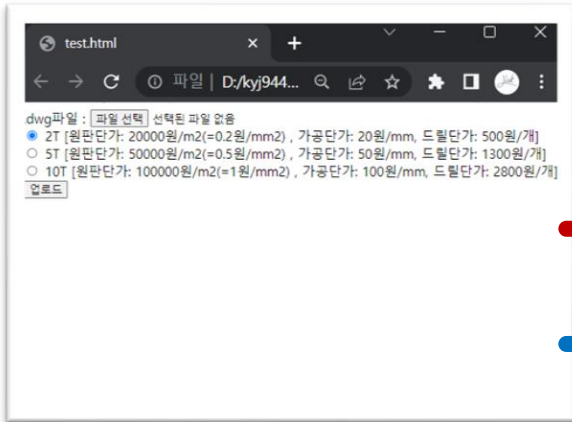 test.html
파일 | D:/kyj944...
.dwg파일 : 파일 선택 선택된 파일 없음
2T [원판단가: 20000원/m2(=0.2원/mm2) , 가공단가: 20원/mm, 드릴단가: 500원/개]
5T [원판단가: 50000원/m2(=0.5원/mm2) , 가공단가: 50원/mm, 드릴단가: 1300원/개]
10T [원판단가: 100000원/m2(=1원/mm2) , 가공단가: 100원/mm, 드릴단가: 2800원/개]
업로드